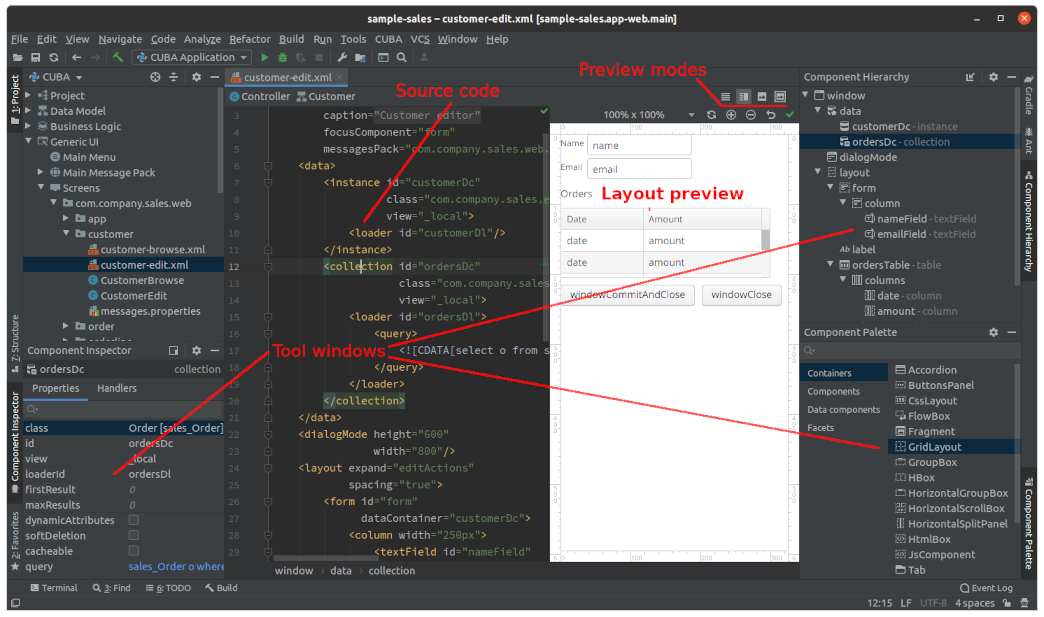 sample-sales – customer-edit.xml [sample-sales.app-web.main]
File Edit View Navigate Code Analyze Refactor Build Run Tools CUBA VCS Window Help
CUBA Application
1: Project
CUBA
Project
Data Model
Business Logic
Generic UI
Main Menu
Main Message Pack
Screens
com.company.sales.web
app
customer
customer-browse.xml
customer-edit.xml
CustomerBrowse
CustomerEdit
messages.properties
order
Z: Structure
Component Inspector
ordersDc collection
Properties Handlers
class Order [sales_Order]
id ordersDc
view _local
loaderId ordersDl
firstResult 0
maxResults 0
dynamicAttributes
softDeletion
cacheable
query sales_Order o where
Component Inspector
2: Favorites
customer-edit.xml
Controller Customer
Source code
3 caption="Customer editor"
4 focusComponent="form"
5 messagesPack="com.company.sales.web.
6 <data>
7 <instance id="customerDc"
8 class="com.company.sales.e
9 view="_local">
10 <loader id="customerDl"/>
11 </instance>
12 <collection id="ordersDc"
13 class="com.company.sales
14 view="_local">
15 <loader id="ordersDl">
16 <query>
17 <![CDATA[select o from s
18 </query>
19 </loader>
20 </collection>
21 </data>
22 <dialogMode height="600"
23 width="800"/>
24 <layout expand="editActions"
25 spacing="true">
26 <form id="form"
27 dataContainer="customerDc">
28 <column width="250px">
29 <textField id="nameField"
window › data › collection
Tool windows
Preview modes
100% x 100%
0 100 200 300
Name name
Email email
Orders
Layout preview
Date Amount
date amount
date amount
windowCommitAndClose windowClose
0 100 200 300
Component Hierarchy
window
data
customerDc - instance
ordersDc - collection
dialogMode
layout
form
column
nameField - textField
emailField - textField
label
ordersTable - table
columns
date - column
amount - column
Component Palette
Containers
Components
Data components
Facets
Accordion
ButtonsPanel
CssLayout
FlowBox
Fragment
GridLayout
GroupBox
HBox
HorizontalGroupBox
HorizontalScrollBox
HorizontalSplitPanel
HtmlBox
JsComponent
Tab
Gradle
Ant
Component Hierarchy
Component Palette
Terminal 3: Find 6: TODO Build Event Log
12:15 LF UTF-8 4 spaces